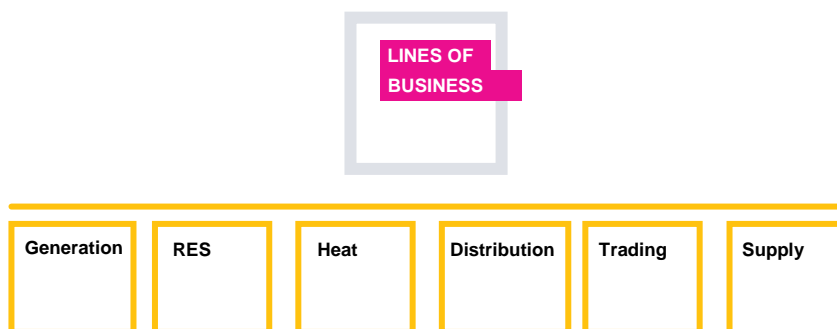 LINES OF
BUSINESS
Generation
RES
Heat
Distribution
Trading
Supply